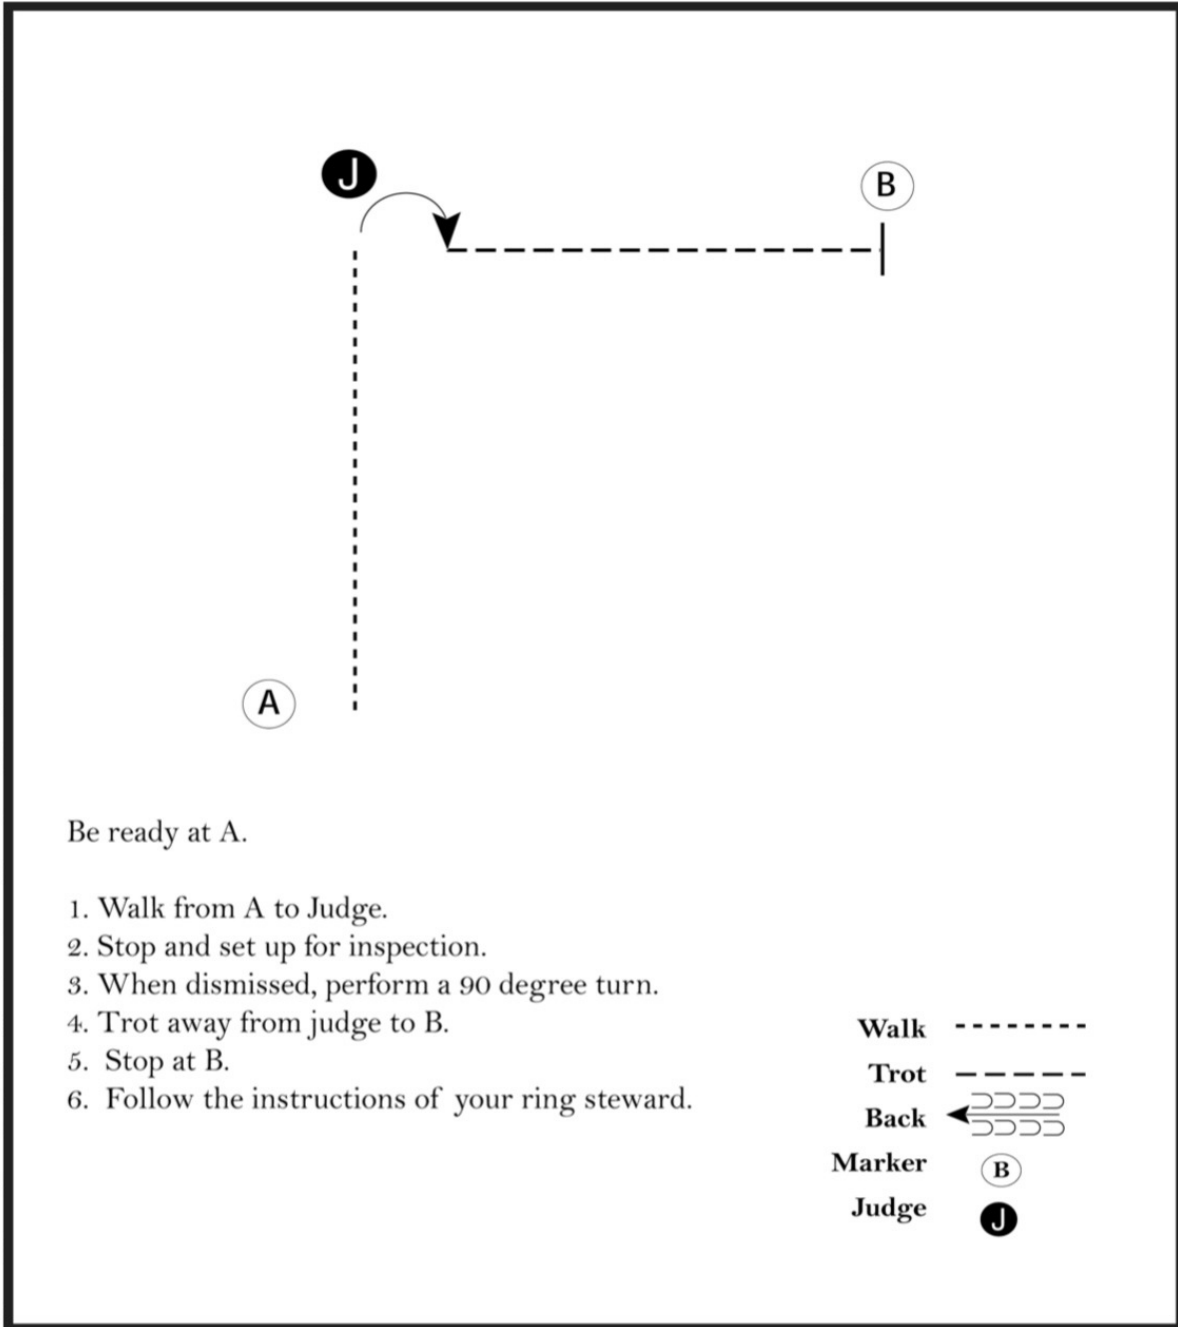 J
B
A
Be ready at A.
1. Walk from A to Judge.
2. Stop and set up for inspection.
3. When dismissed, perform a 90 degree turn.
4. Trot away from judge to B.
5. Stop at B.
6. Follow the instructions of your ring steward.
Walk
Trot
Back
Marker B
Judge J